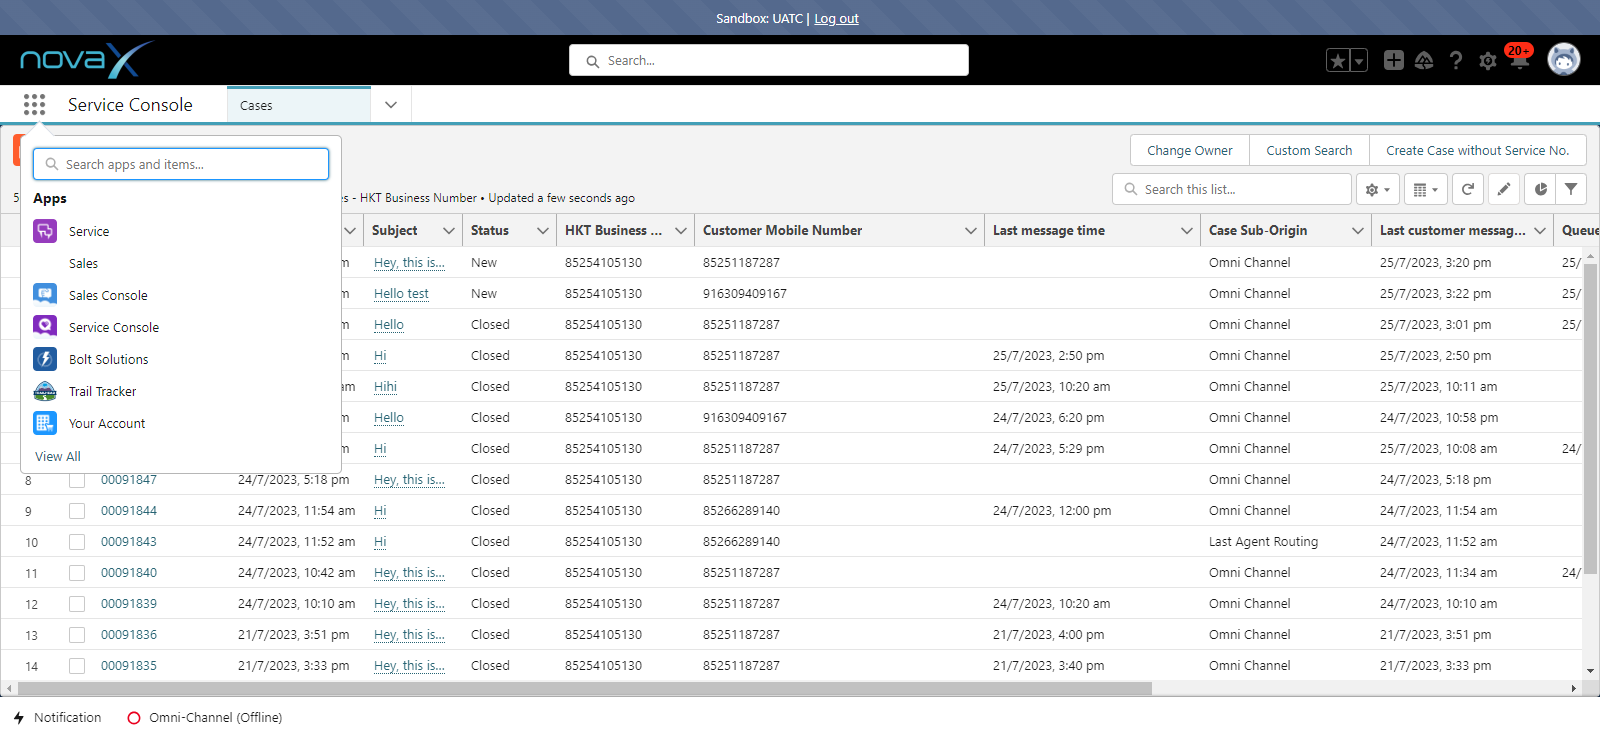 Sandbox: UATC | Log out
novaX
Search...
20+
Service Console
Cases
Search apps and items...
Apps
Service
Sales
Sales Console
Service Console
Bolt Solutions
Trail Tracker
Your Account
View All
Change Owner
Custom Search
Create Case without Service No.
5
s - HKT Business Number • Updated a few seconds ago
Search this list...
Subject Status HKT Business ... Customer Mobile Number Last message time Case Sub-Origin Last customer messag... Queue
m Hey, this is... New 85254105130 85251187287 Omni Channel 25/7/2023, 3:20 pm 25/
m Hello test New 85254105130 916309409167 Omni Channel 25/7/2023, 3:22 pm 25/
m Hello Closed 85254105130 85251187287 Omni Channel 25/7/2023, 3:01 pm 25/
m Hi Closed 85254105130 85251187287 25/7/2023, 2:50 pm Omni Channel 25/7/2023, 2:50 pm
am Hihi Closed 85254105130 85251187287 25/7/2023, 10:20 am Omni Channel 25/7/2023, 10:11 am
m Hello Closed 85254105130 916309409167 24/7/2023, 6:20 pm Omni Channel 24/7/2023, 10:58 pm
m Hi Closed 85254105130 85251187287 24/7/2023, 5:29 pm Omni Channel 25/7/2023, 10:08 am 24/
8 00091847 24/7/2023, 5:18 pm Hey, this is... Closed 85254105130 85251187287 Omni Channel 24/7/2023, 5:18 pm
9 00091844 24/7/2023, 11:54 am Hi Closed 85254105130 85266289140 24/7/2023, 12:00 pm Omni Channel 24/7/2023, 11:54 am
10 00091843 24/7/2023, 11:52 am Hi Closed 85254105130 85266289140 Last Agent Routing 24/7/2023, 11:52 am
11 00091840 24/7/2023, 10:42 am Hey, this is... Closed 85254105130 85251187287 Omni Channel 24/7/2023, 11:34 am 24/
12 00091839 24/7/2023, 10:10 am Hey, this is... Closed 85254105130 85251187287 24/7/2023, 10:20 am Omni Channel 24/7/2023, 10:10 am
13 00091836 21/7/2023, 3:51 pm Hey, this is... Closed 85254105130 85251187287 21/7/2023, 4:00 pm Omni Channel 21/7/2023, 3:51 pm
14 00091835 21/7/2023, 3:33 pm Hey, this is... Closed 85254105130 85251187287 21/7/2023, 3:40 pm Omni Channel 21/7/2023, 3:33 pm
Notification Omni-Channel (Offline)